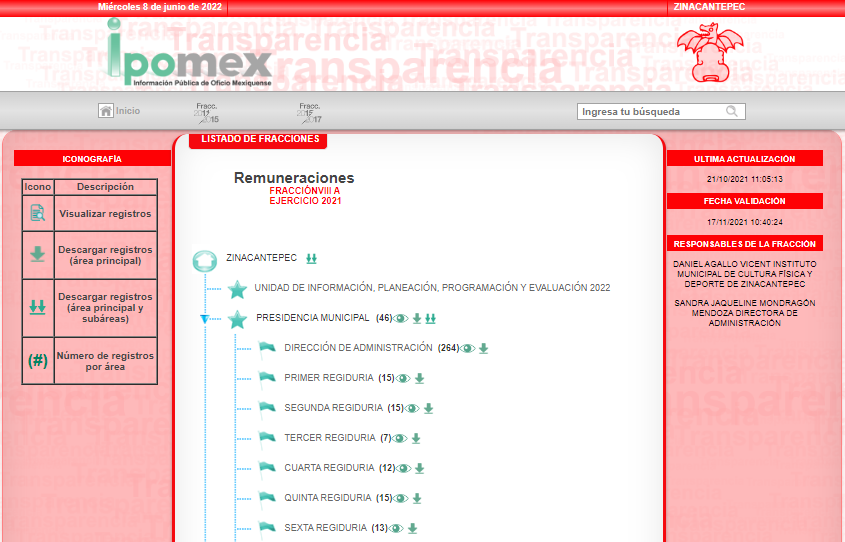 Miércoles 8 de junio de 2022
ZINACANTEPEC
Transparencia
Transparencia
ipomex
Información Pública de Oficio Mexiquense
Inicio
Fracc.
Fracc.
Ingresa tu búsqueda
ICONOGRAFÍA
Icono Descripción
Visualizar registros
Descargar registros
(área principal)
Descargar registros
(área principal y
subáreas)
(#) Número de registros
por área
LISTADO DE FRACCIONES
Remuneraciones
FRACCIÓNVIII A
EJERCICIO 2021
ZINACANTEPEC
UNIDAD DE INFORMACIÓN, PLANEACIÓN, PROGRAMACIÓN Y EVALUACIÓN 2022
PRESIDENCIA MUNICIPAL (46)
DIRECCIÓN DE ADMINISTRACIÓN (264)
PRIMER REGIDURIA (15)
SEGUNDA REGIDURIA (15)
TERCER REGIDURIA (7)
CUARTA REGIDURIA (12)
QUINTA REGIDURIA (15)
SEXTA REGIDURIA (13)
ULTIMA ACTUALIZACIÓN
21/10/2021 11:05:13
FECHA VALIDACIÓN
17/11/2021 10:40:24
RESPONSABLES DE LA FRACCIÓN
DANIEL AGALLO VICENT INSTITUTO
MUNICIPAL DE CULTURA FÍSICA Y
DEPORTE DE ZINACANTEPEC
SANDRA JAQUELINE MONDRAGÓN
MENDOZA DIRECTORA DE
ADMINISTRACIÓN